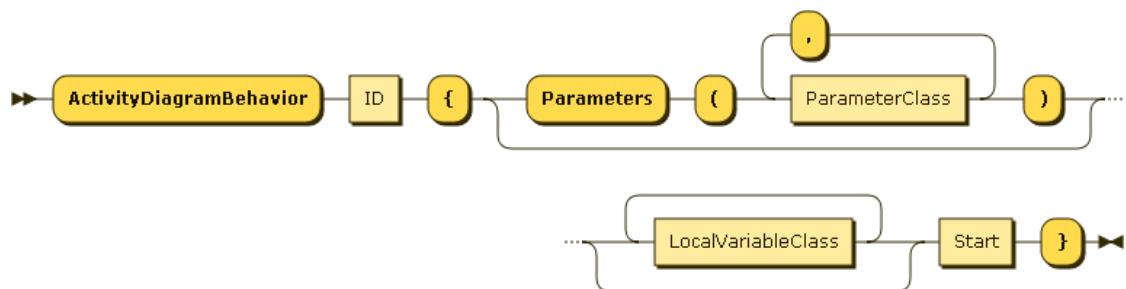 ,
ActivityDiagramBehavior ID { Parameters ( ParameterClass )
LocalVariableClass Start }